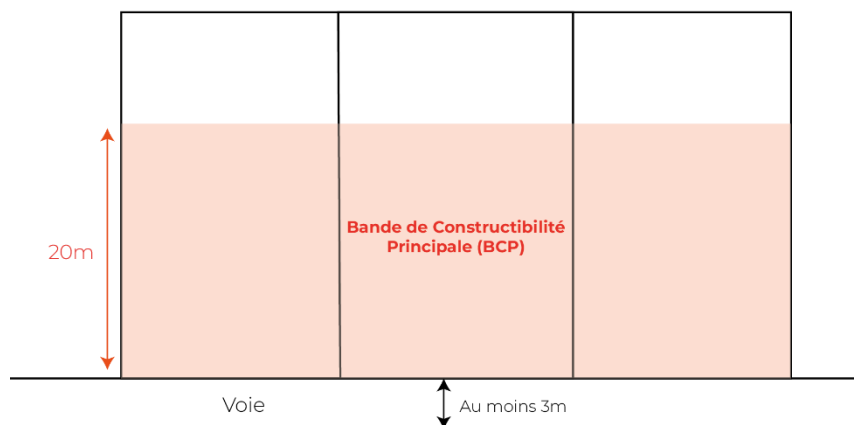 Bande de Constructibilité
Principale (BCP)
20m
Voie
Au moins 3m